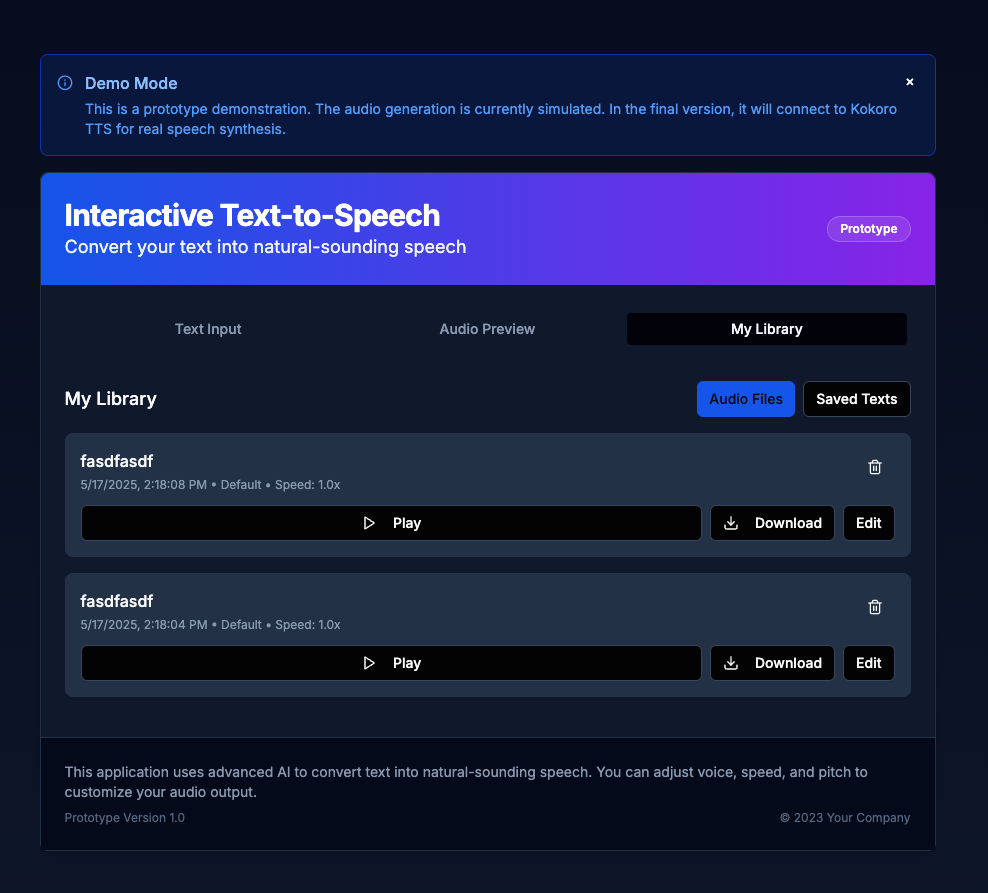 Demo Mode
×
This is a prototype demonstration. The audio generation is currently simulated. In the final version, it will connect to Kokoro
TTS for real speech synthesis.
Interactive Text-to-Speech
Convert your text into natural-sounding speech
Prototype
Text Input
Audio Preview
My Library
My Library
Audio Files
Saved Texts
fasdfasdf
5/17/2025, 2:18:08 PM • Default • Speed: 1.0x
Play
Download
Edit
fasdfasdf
5/17/2025, 2:18:04 PM • Default • Speed: 1.0x
Play
Download
Edit
This application uses advanced AI to convert text into natural-sounding speech. You can adjust voice, speed, and pitch to
customize your audio output.
Prototype Version 1.0
© 2023 Your Company